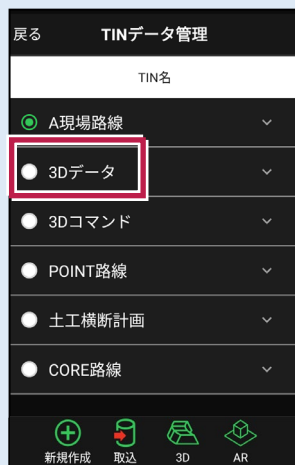 戻る TINデータ管理
TIN名
A現場路線
3Dデータ
3Dコマンド
POINT路線
土工横断計画
CORE路線
新規作成 取込 3D AR